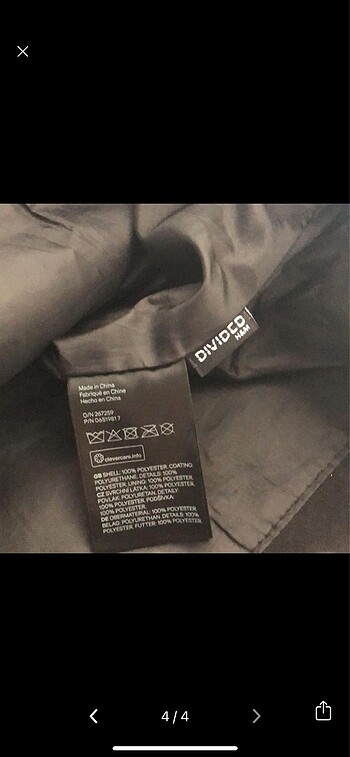 DIVIDED
H&M
Made in China
Fabriqué en Chine
Hecho en China
O/N 267259
P/N 0651981 7
clevercare.info
GB SHELL: 100% POLYESTER, COATING:
POLYURETHANE; DETAILS: 100%
POLYESTER, LINING: 100% POLYESTER
CZ SVRCHNÍ LÁTKA: 100% POLYESTER,
POVLAK: POLYURETAN, DETAILY:
100% POLYESTER, PODŠÍVKA:
100% POLYESTER.
DE OBERMATERIAL: 100% POLYESTER,
BELAG: POLYURETHAN, DETAILS: 100%
POLYESTER, FUTTER: 100% POLYESTER,
4/4